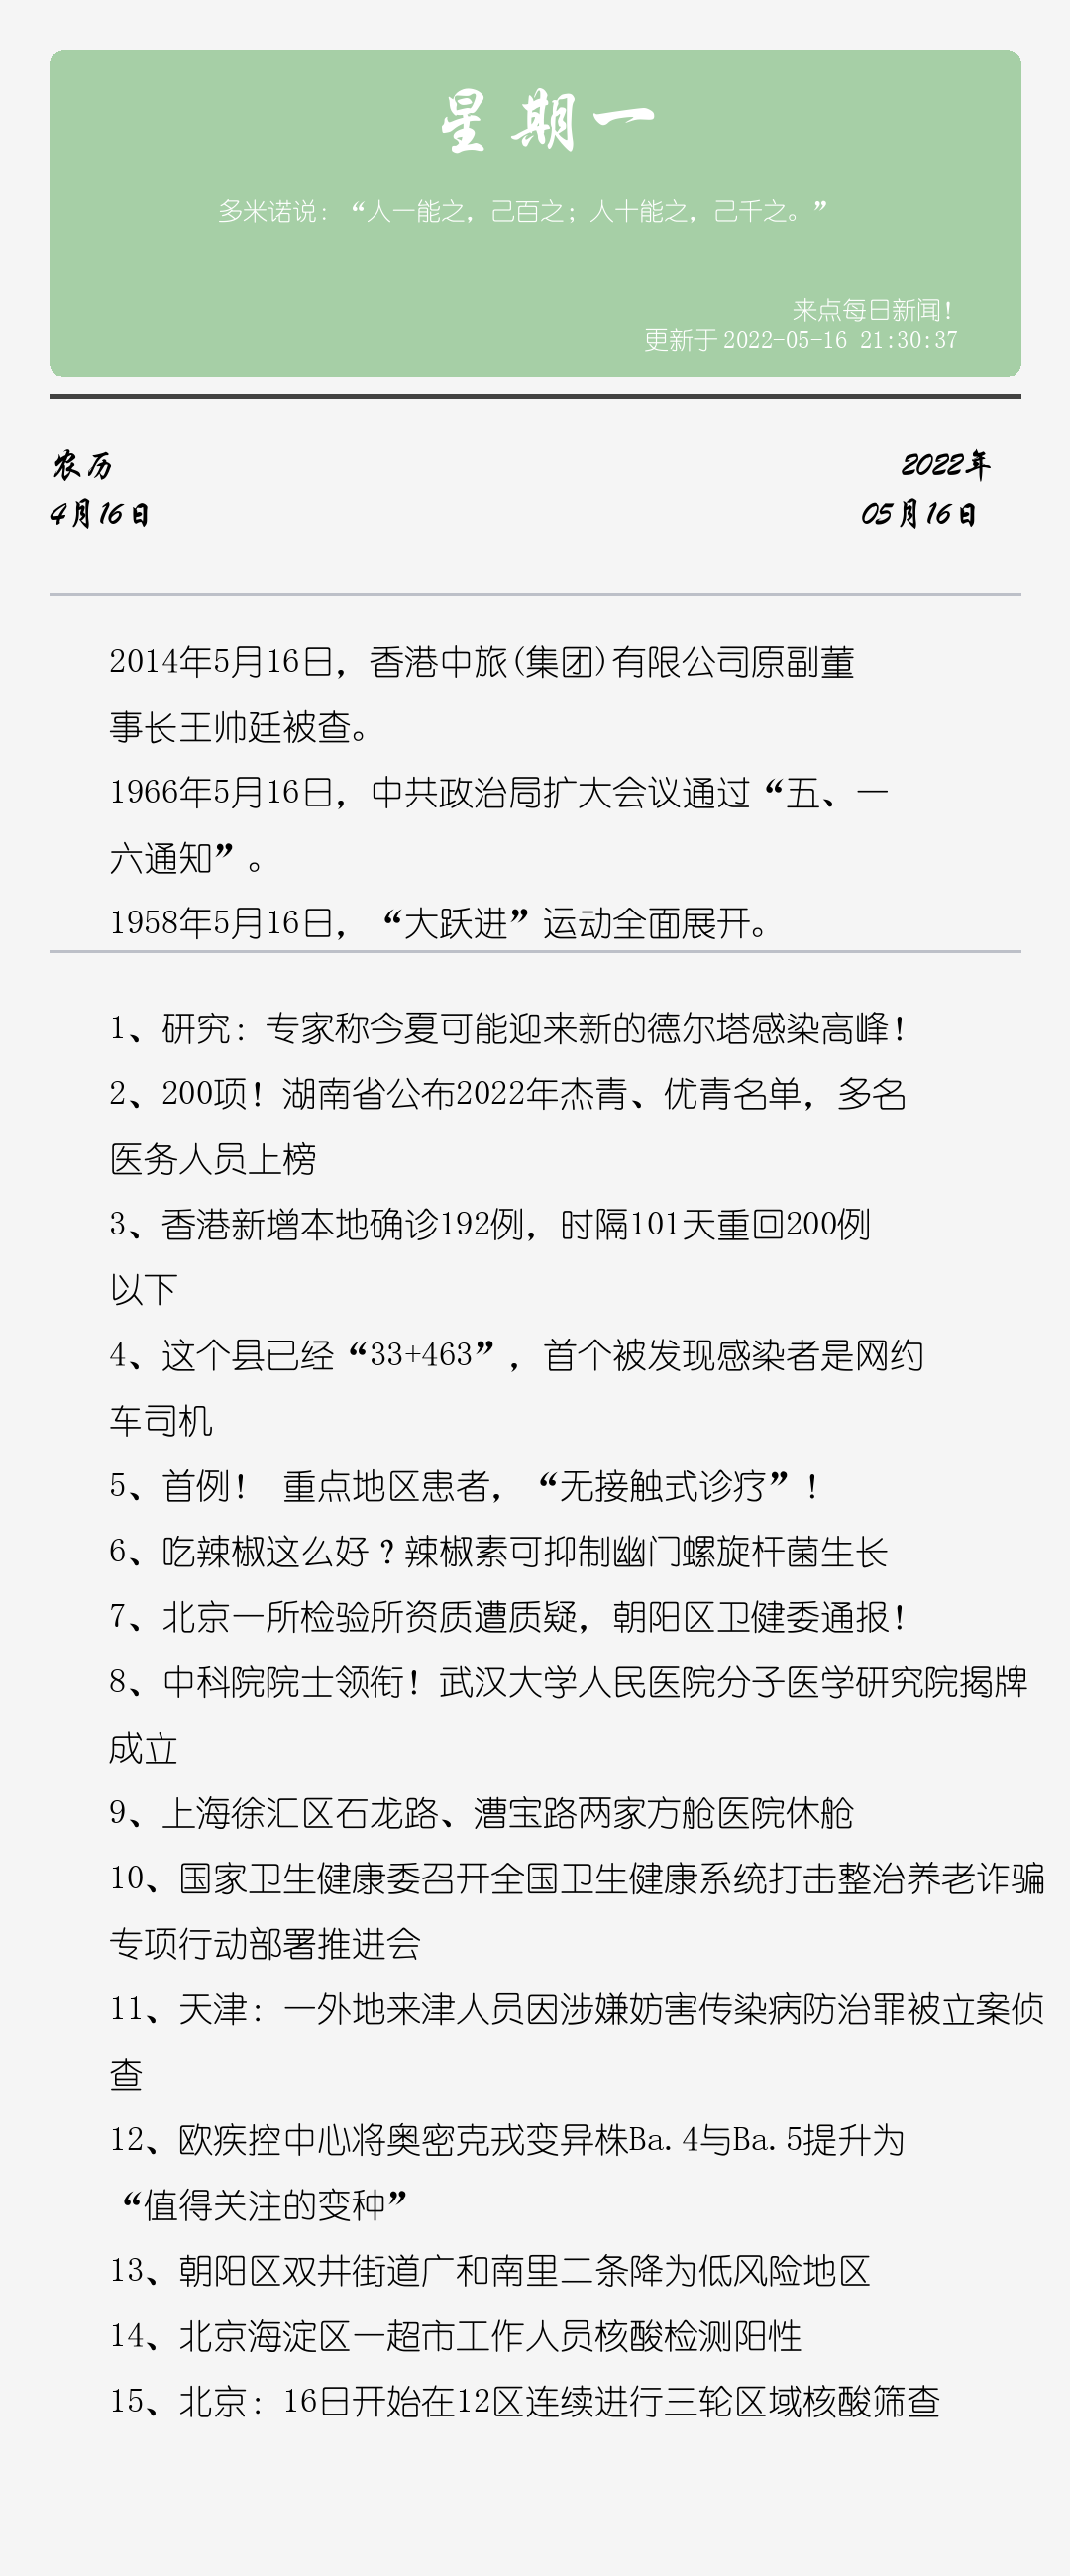 星期一
多米诺说：“人一能之，己百之；人十能之，己千之。”
来点每日新闻！
更新于 2022-05-16 21:30:37
农历
2022年
4月16日
05月16日
2014年5月16日，香港中旅(集团)有限公司原副董
事长王帅廷被查。
1966年5月16日，中共政治局扩大会议通过“五、一
六通知”。
1958年5月16日，“大跃进”运动全面展开。
1、研究：专家称今夏可能迎来新的德尔塔感染高峰！
2、200项！湖南省公布2022年杰青、优青名单，多名
医务人员上榜
3、香港新增本地确诊192例，时隔101天重回200例
以下
4、这个县已经“33+463”，首个被发现感染者是网约
车司机
5、首例！ 重点地区患者，“无接触式诊疗”！
6、吃辣椒这么好？辣椒素可抑制幽门螺旋杆菌生长
7、北京一所检验所资质遭质疑，朝阳区卫健委通报！
8、中科院院士领衔！武汉大学人民医院分子医学研究院揭牌
成立
9、上海徐汇区石龙路、漕宝路两家方舱医院休舱
10、国家卫生健康委召开全国卫生健康系统打击整治养老诈骗
专项行动部署推进会
11、天津：一外地来津人员因涉嫌妨害传染病防治罪被立案侦
查
12、欧疾控中心将奥密克戎变异株Ba.4与Ba.5提升为
“值得关注的变种”
13、朝阳区双井街道广和南里二条降为低风险地区
14、北京海淀区一超市工作人员核酸检测阳性
15、北京：16日开始在12区连续进行三轮区域核酸筛查